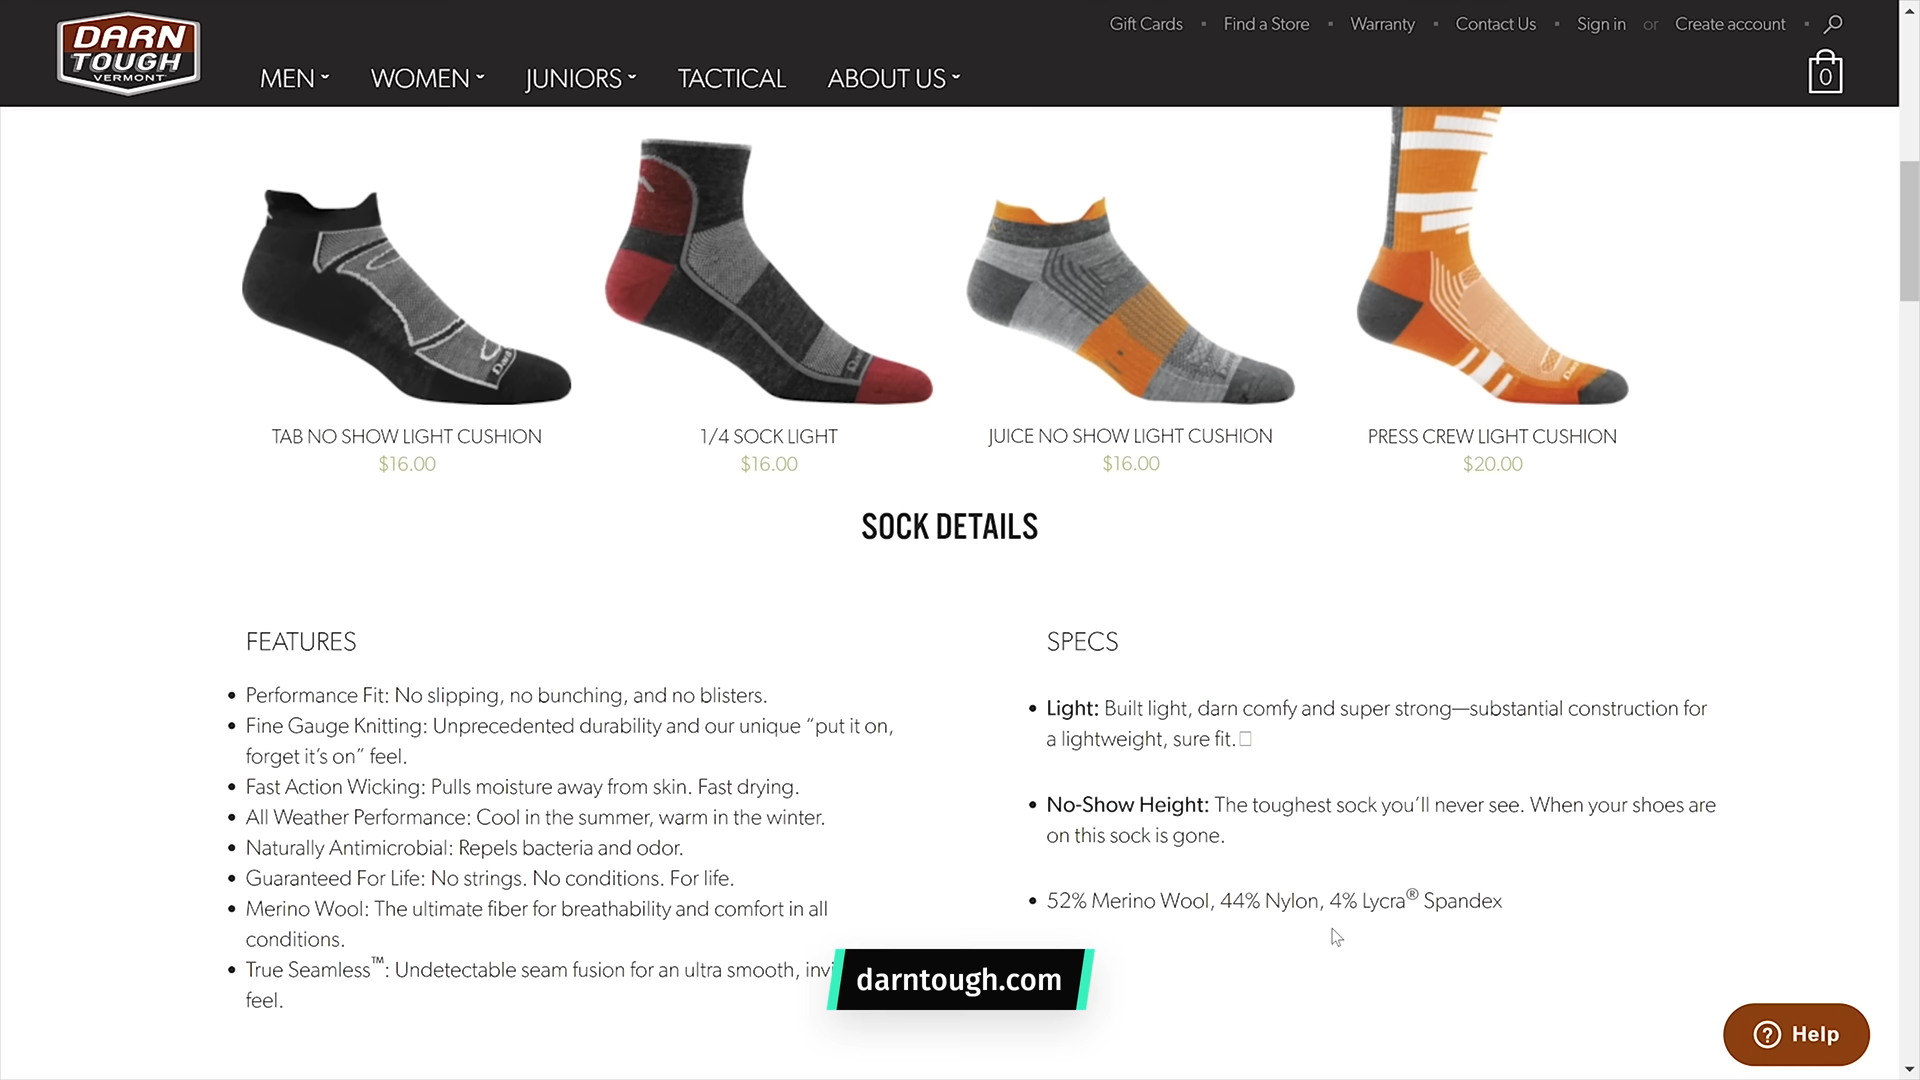 DARN
TOUGH
VERMONT
Gift Cards
Find a Store
Warranty
Contact Us
Sign in or Create account
MEN
WOMEN
JUNIORS
TACTICAL
ABOUT US
0
TAB NO SHOW LIGHT CUSHION
$16.00
1/4 SOCK LIGHT
$16.00
JUICE NO SHOW LIGHT CUSHION
$16.00
PRESS CREW LIGHT CUSHION
$20.00
SOCK DETAILS
FEATURES
• Performance Fit: No slipping, no bunching, and no blisters.
• Fine Gauge Knitting: Unprecedented durability and our unique “put it on,
forget it’s on” feel.
• Fast Action Wicking: Pulls moisture away from skin. Fast drying.
• All Weather Performance: Cool in the summer, warm in the winter.
• Naturally Antimicrobial: Repels bacteria and odor.
• Guaranteed For Life: No strings. No conditions. For life.
• Merino Wool: The ultimate fiber for breathability and comfort in all
conditions.
• True Seamless™: Undetectable seam fusion for an ultra smooth, invi
feel.
SPECS
• Light: Built light, darn comfy and super strong—substantial construction for
a lightweight, sure fit.
• No-Show Height: The toughest sock you’ll never see. When your shoes are
on this sock is gone.
• 52% Merino Wool, 44% Nylon, 4% Lycra® Spandex
darntough.com
? Help